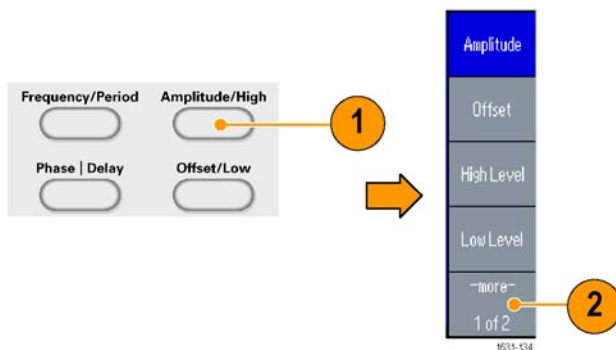 Frequency/Period Amplitude/High
Phase | Delay Offset/Low
1
Amplitude
Offset
High Level
Low Level
-more-
1 of 2
2
1631-134